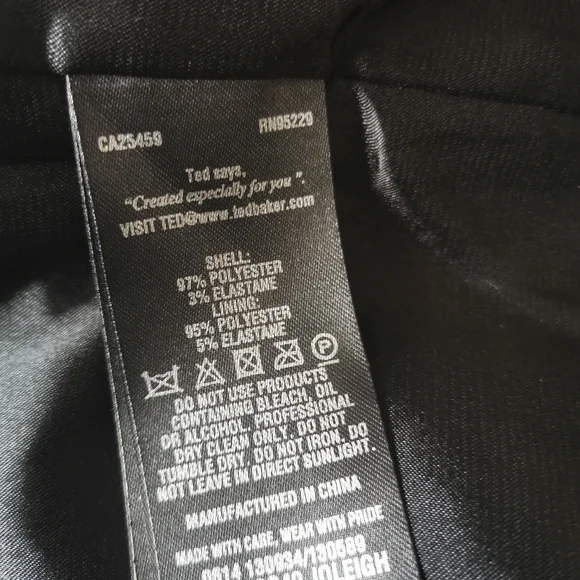 CA25459
RN95229
Ted says,
"Created especially for you".
VISIT TED@www.tedbaker.com
SHELL:
97% POLYESTER
3% ELASTANE
LINING:
95% POLYESTER
5% ELASTANE
P
DO NOT USE PRODUCTS
CONTAINING BLEACH, OIL
OR ALCOHOL. PROFESSIONAL
DRY CLEAN ONLY. DO NOT
TUMBLE DRY. DO NOT IRON. DO
NOT LEAVE IN DIRECT SUNLIGHT.
MANUFACTURED IN CHINA
MADE WITH CARE. WEAR WITH PRIDE
JOLEIGH